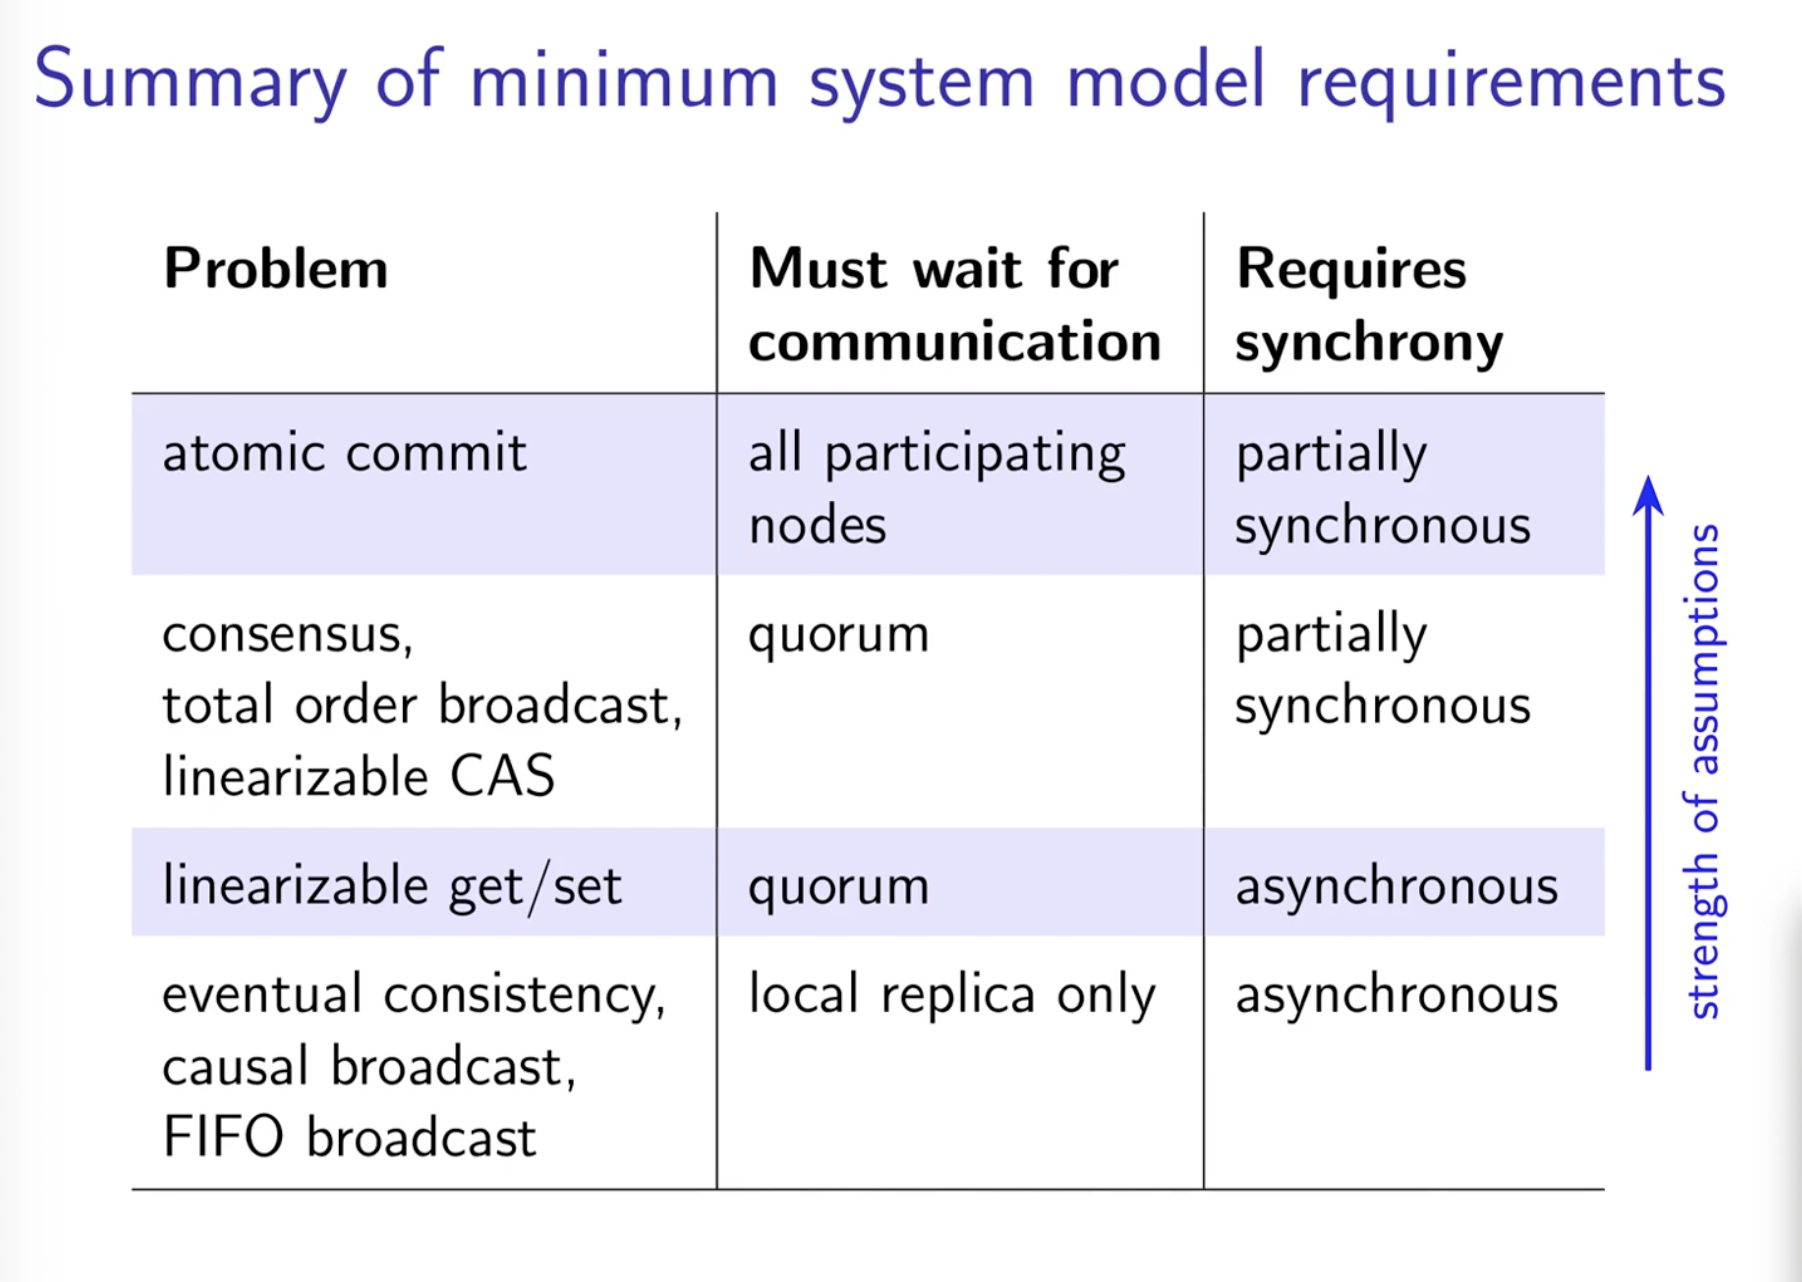 Summary of minimum system model requirements
Problem
Must wait for
communication
Requires
synchrony
atomic commit
all participating
nodes
partially
synchronous
consensus,
total order broadcast,
linearizable CAS
quorum
partially
synchronous
linearizable get/set
quorum
asynchronous
eventual consistency,
causal broadcast,
FIFO broadcast
local replica only
asynchronous
strength of assumptions